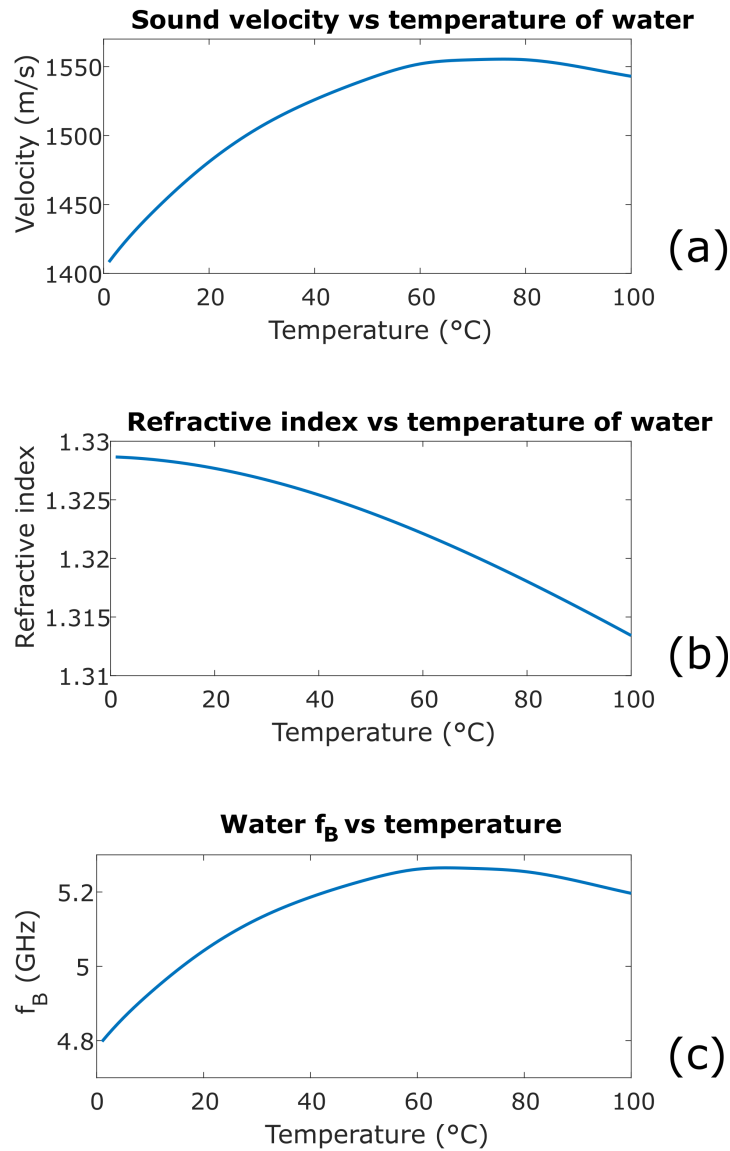 Sound velocity vs temperature of water
1550
1500
1450
1400
Velocity (m/s)
0 20 40 60 80 100
Temperature (°C)
(a)
Refractive index vs temperature of water
1.33
1.325
1.32
1.315
1.31
Refractive index
0 20 40 60 80 100
Temperature (°C)
(b)
Water fB vs temperature
5.2
5
4.8
fB (GHz)
0 20 40 60 80 100
Temperature (°C)
(c)